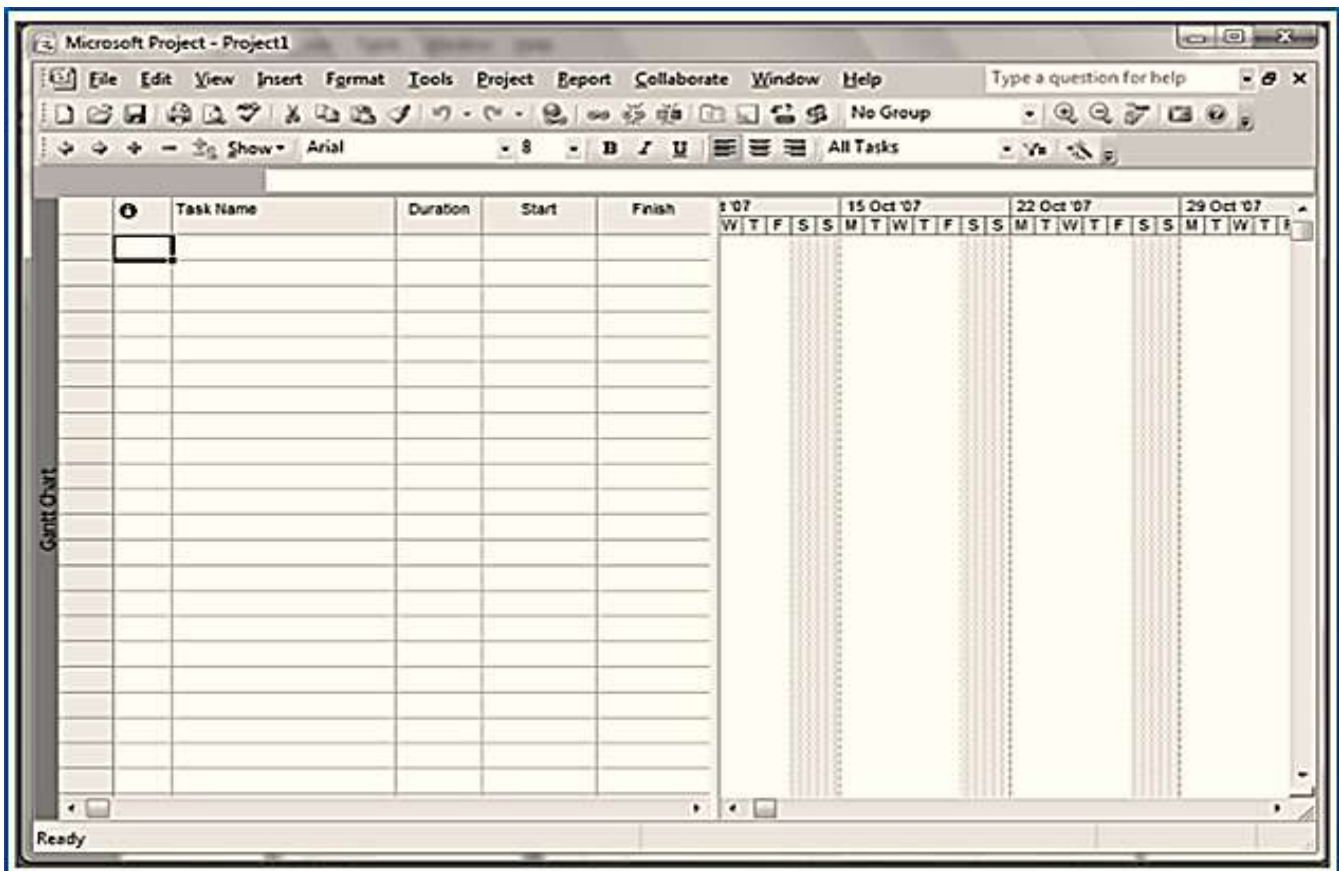 Microsoft Project - Project1
File Edit View Insert Format Tools Project Report Collaborate Window Help Type a question for help
No Group
Show Arial 8 B I U All Tasks
Task Name Duration Start Finish t '07 15 Oct '07 22 Oct '07 29 Oct '07
W T F S S M T W T F S S M T W T F S S M T W T F
Gantt Chart
Ready